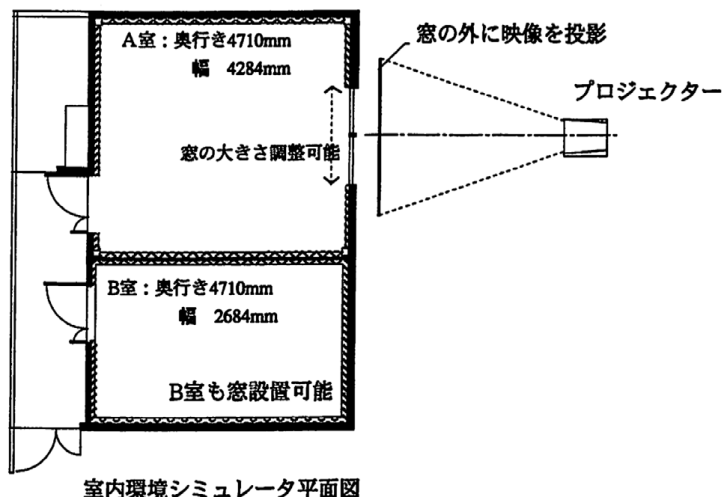 A室：奥行き4710mm
幅 4284mm
窓の外に映像を投影
プロジェクター
窓の大きさ調整可能
B室：奥行き4710mm
幅 2684mm
B室も窓設置可能
室内環境シミュレータ平面図